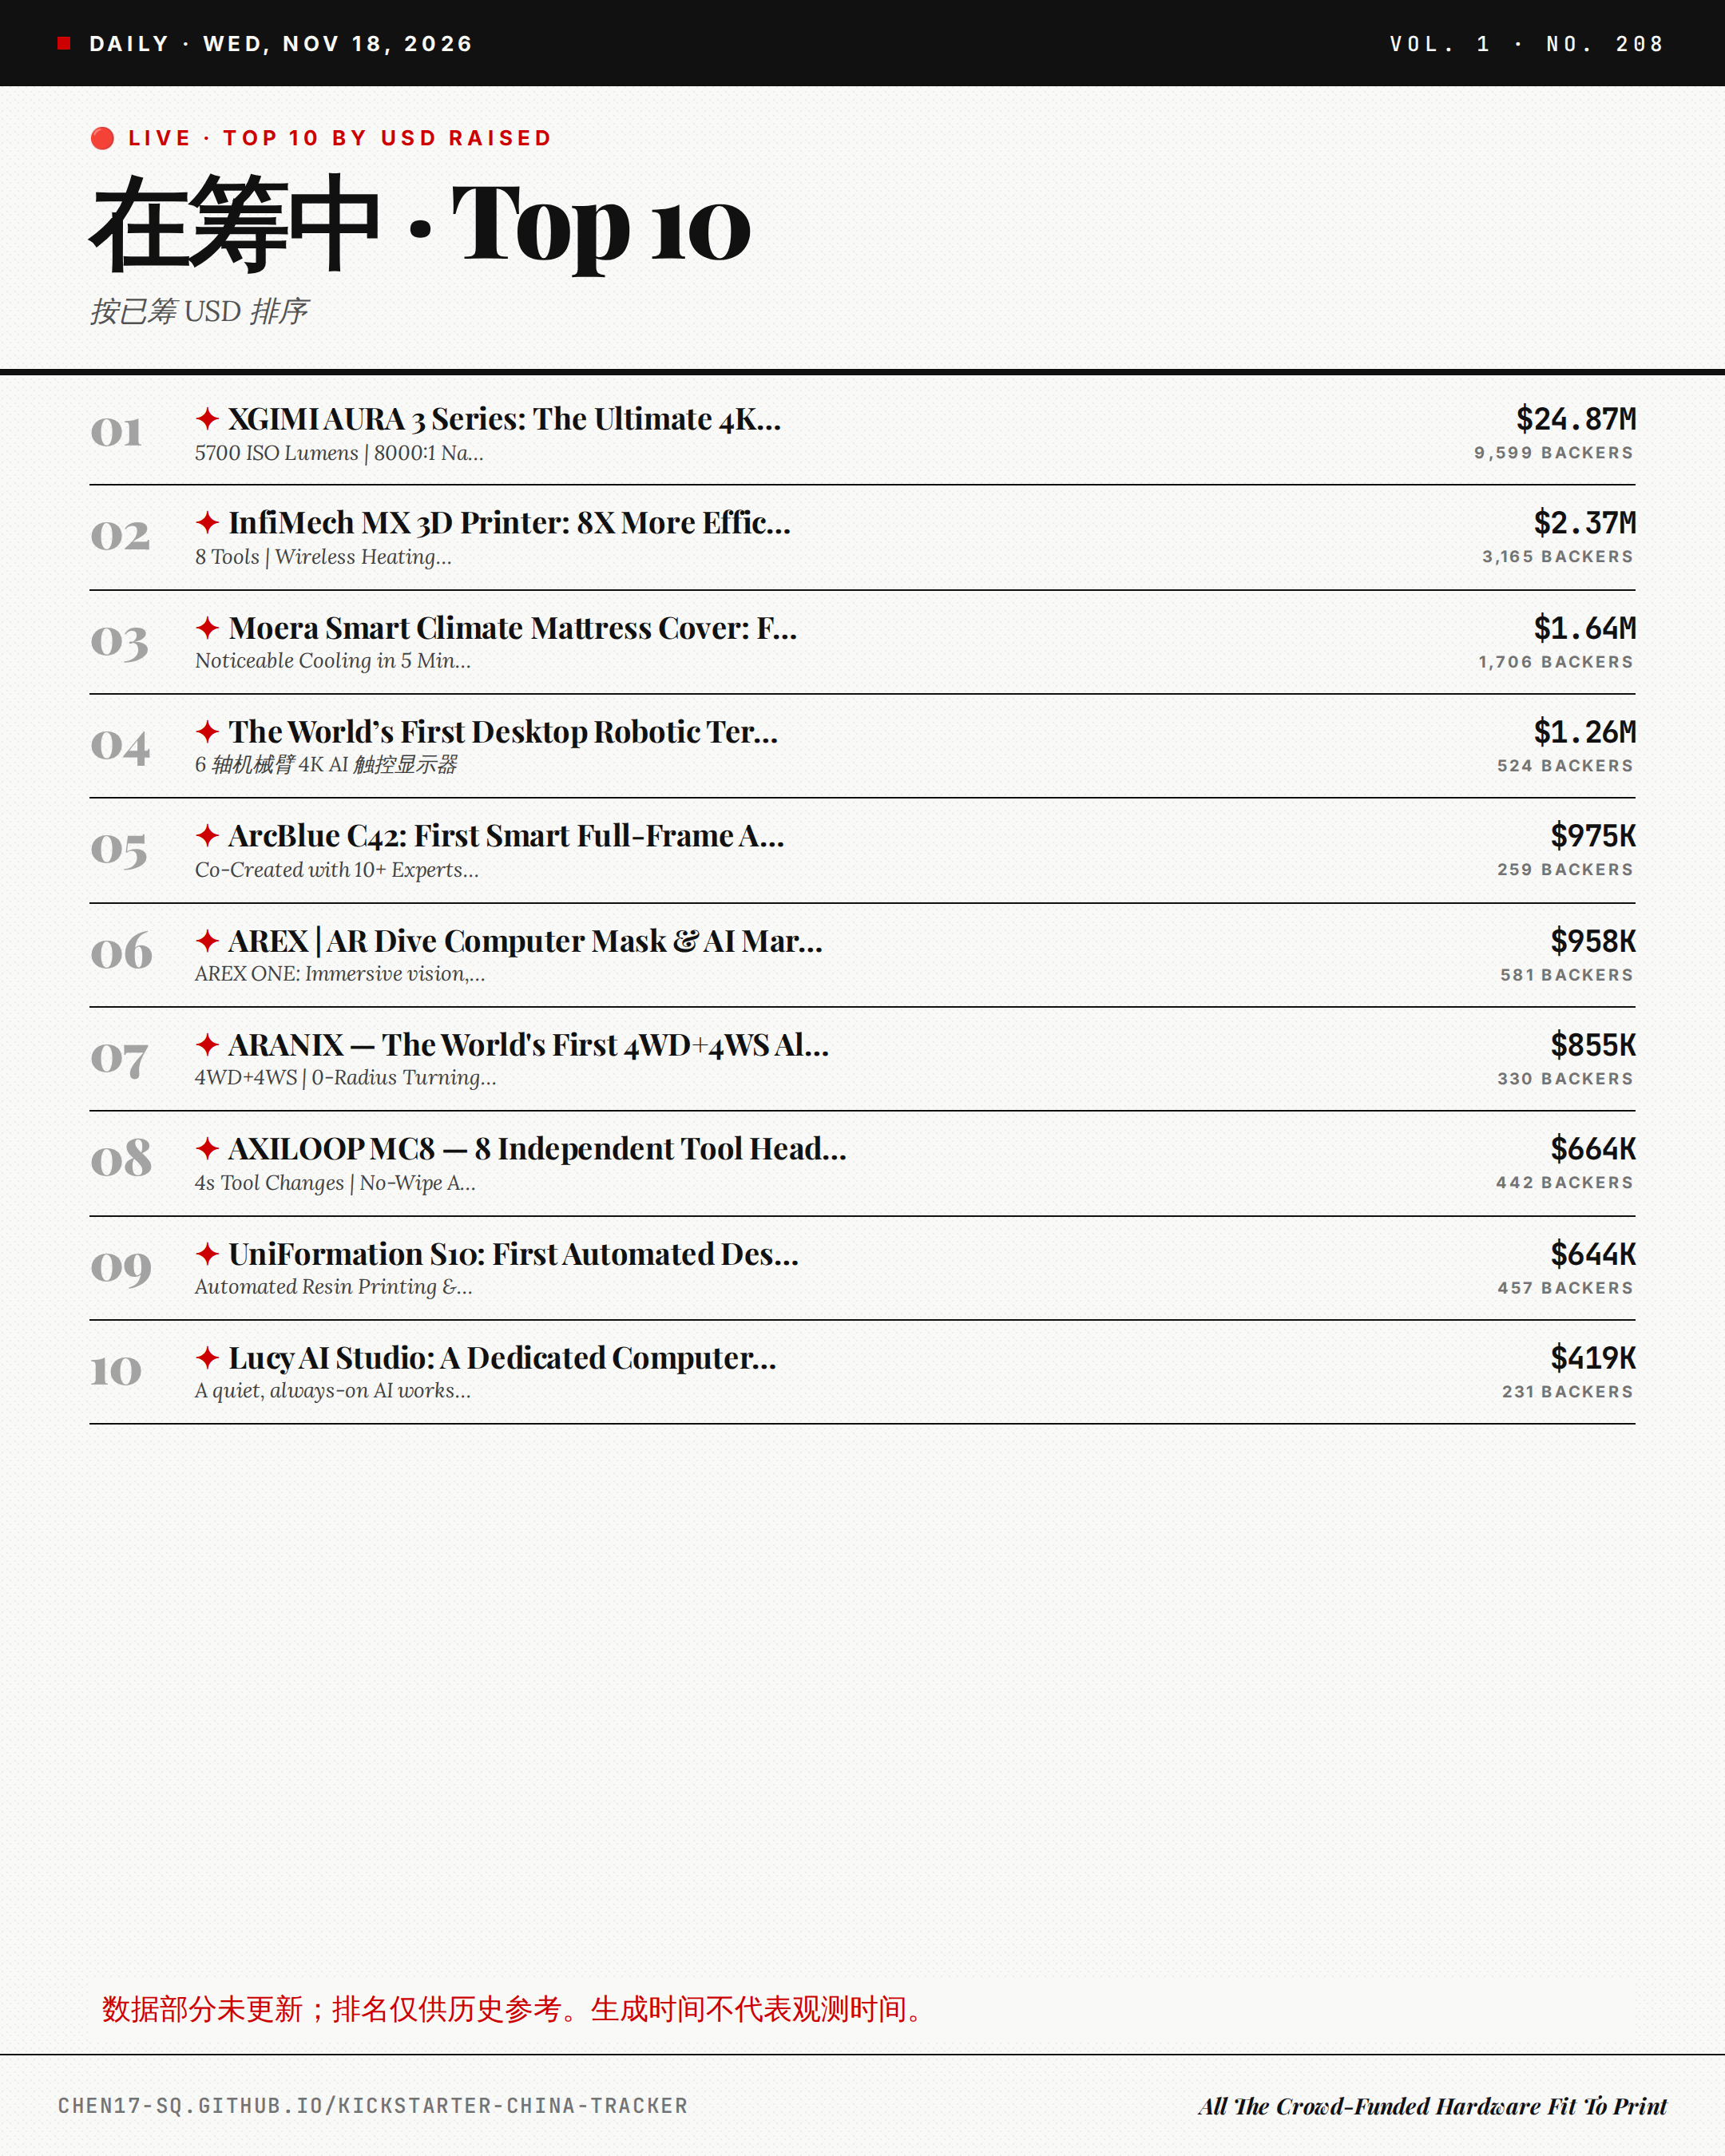 DAILY · WED, NOV 18, 2026
VOL. 1 · NO. 208
LIVE · TOP 10 BY USD RAISED
在筹中 · Top 10
按已筹 USD 排序
01
✦ XGIMI AURA 3 Series: The Ultimate 4K…
$24.87M
5700 ISO Lumens | 8000:1 Na…
9,599 BACKERS
02
✦ InfiMech MX 3D Printer: 8X More Effic…
$2.37M
8 Tools | Wireless Heating…
3,165 BACKERS
03
✦ Moera Smart Climate Mattress Cover: F…
$1.64M
Noticeable Cooling in 5 Min…
1,706 BACKERS
04
✦ The World’s First Desktop Robotic Ter…
$1.26M
6 轴机械臂 4K AI 触控显示器
524 BACKERS
05
✦ ArcBlue C42: First Smart Full-Frame A…
$975K
Co-Created with 10+ Experts…
259 BACKERS
06
✦ AREX | AR Dive Computer Mask & AI Mar…
$958K
AREX ONE: Immersive vision,…
581 BACKERS
07
✦ ARANIX — The World's First 4WD+4WS Al…
$855K
4WD+4WS | 0-Radius Turning…
330 BACKERS
08
✦ AXILOOP MC8 — 8 Independent Tool Head…
$664K
4s Tool Changes | No-Wipe A…
442 BACKERS
09
✦ UniFormation S10: First Automated Des…
$644K
Automated Resin Printing &…
457 BACKERS
10
✦ Lucy AI Studio: A Dedicated Computer…
$419K
A quiet, always-on AI works…
231 BACKERS
数据部分未更新；排名仅供历史参考。生成时间不代表观测时间。
CHEN17-SQ.GITHUB.IO/KICKSTARTER-CHINA-TRACKER
All The Crowd-Funded Hardware Fit To Print